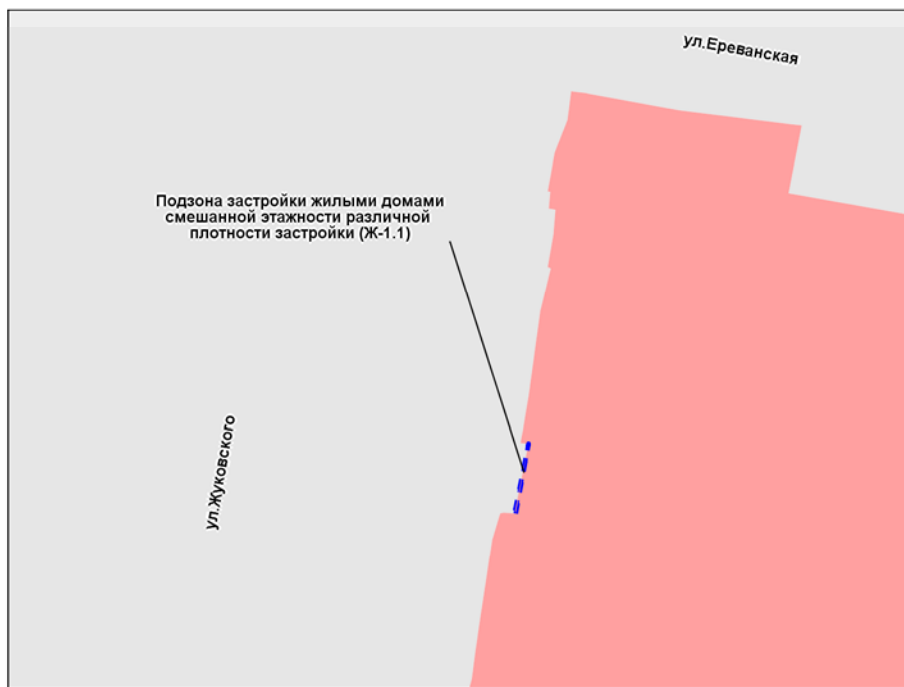 ул.Ереванская
Подзона застройки жилыми домами
смешанной этажности различной
плотности застройки (Ж-1.1)
ул.Жуковского